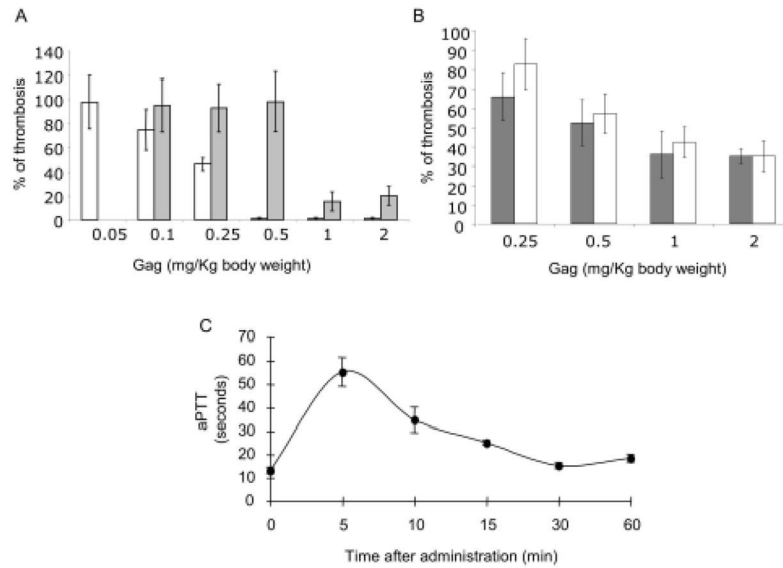 A
% of thrombosis
140
120
100
80
60
40
20
0
0.05 0.1 0.25 0.5 1 2
Gag (mg/Kg body weight)
B
% of thrombosis
100
90
80
70
60
50
40
30
20
10
0
0.25 0.5 1 2
Gag (mg/Kg body weight)
C
aPTT
(seconds)
70
60
50
40
30
20
10
0
0 5 10 15 30 60
Time after administration (min)